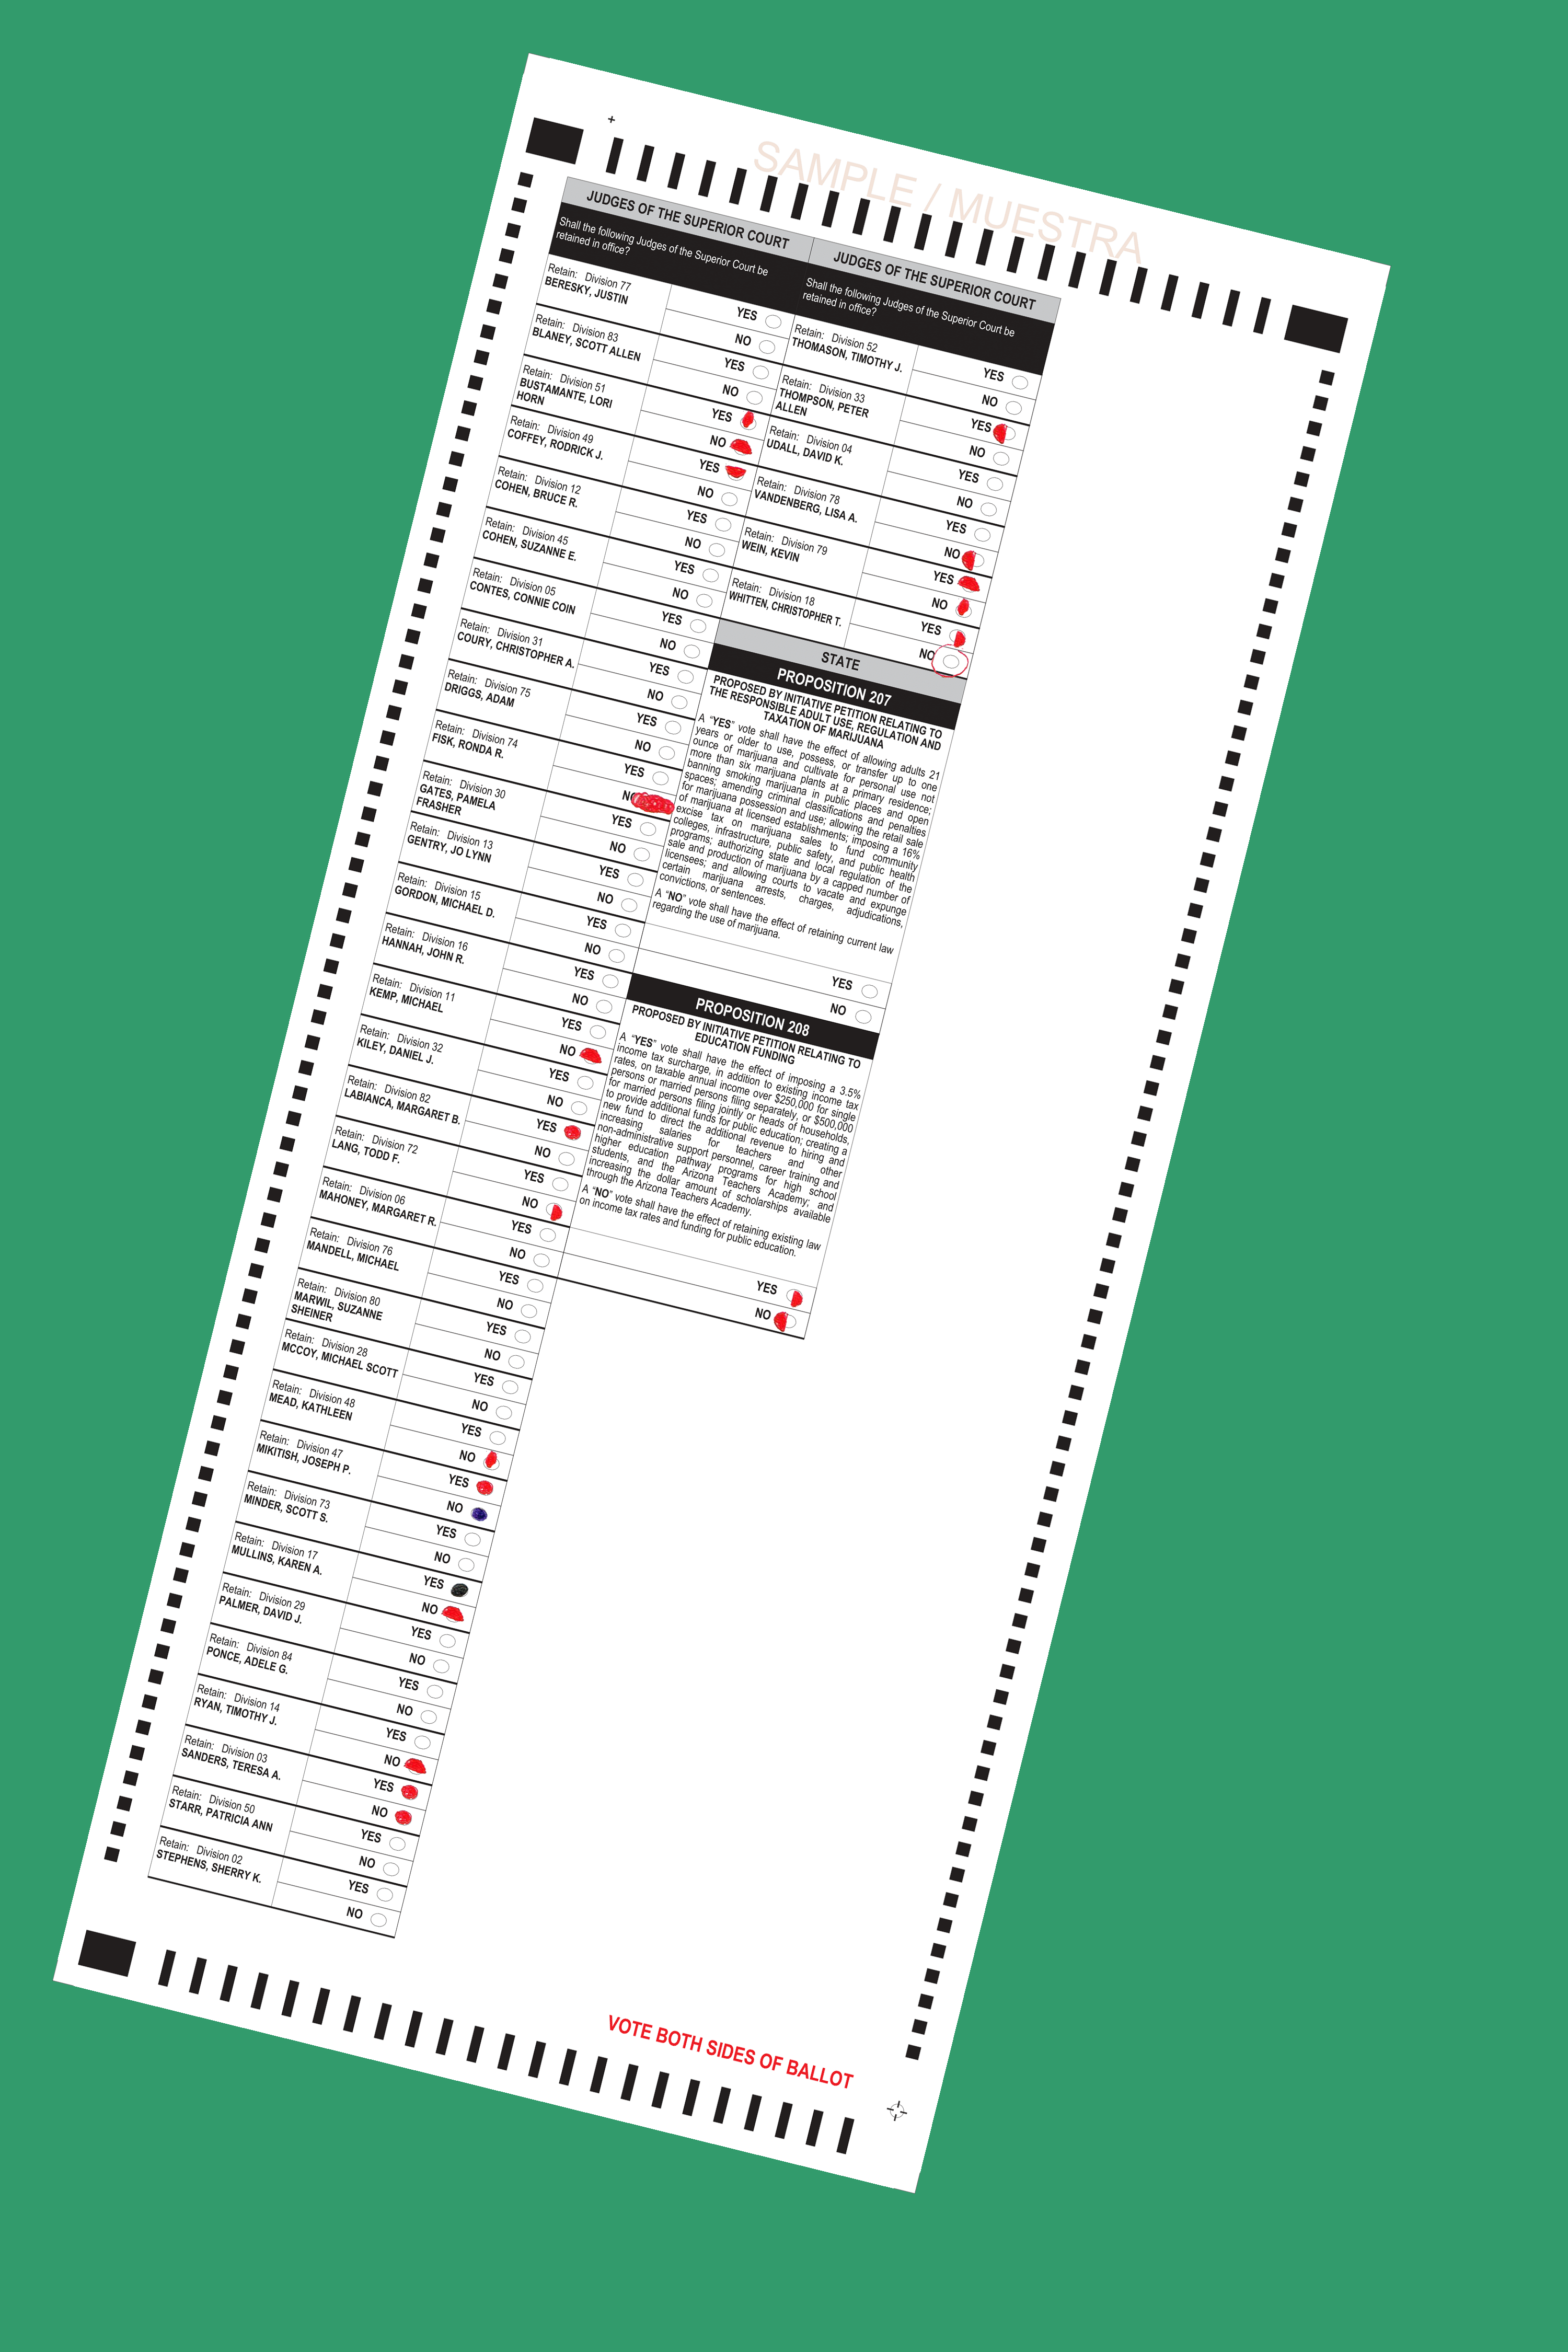 SAMPLE / MUESTRA
JUDGES OF THE SUPERIOR COURT
Shall the following Judges of the Superior Court be
retained in office?
Retain: Division 77
BERESKY, JUSTIN
YES
NO
Retain: Division 83
BLANEY, SCOTT ALLEN
YES
NO
Retain: Division 51
BUSTAMANTE, LORI
HORN
YES
NO
Retain: Division 49
COFFEY, RODRICK J.
YES
NO
Retain: Division 12
COHEN, BRUCE R.
YES
NO
Retain: Division 45
COHEN, SUZANNE E.
YES
NO
Retain: Division 05
CONTES, CONNIE COIN
YES
NO
Retain: Division 31
COURY, CHRISTOPHER A.
YES
NO
Retain: Division 75
DRIGGS, ADAM
YES
NO
Retain: Division 74
FISK, RONDA R.
YES
NO
Retain: Division 30
GATES, PAMELA
FRASHER
YES
NO
Retain: Division 13
GENTRY, JO LYNN
YES
NO
Retain: Division 15
GORDON, MICHAEL D.
YES
NO
Retain: Division 16
HANNAH, JOHN R.
YES
NO
Retain: Division 11
KEMP, MICHAEL
YES
NO
Retain: Division 32
KILEY, DANIEL J.
YES
NO
Retain: Division 82
LABIANCA, MARGARET B.
YES
NO
Retain: Division 72
LANG, TODD F.
YES
NO
Retain: Division 06
MAHONEY, MARGARET R.
YES
NO
Retain: Division 76
MANDELL, MICHAEL
YES
NO
Retain: Division 80
MARWIL, SUZANNE
SHEINER
YES
NO
Retain: Division 28
MCCOY, MICHAEL SCOTT
YES
NO
Retain: Division 48
MEAD, KATHLEEN
YES
NO
Retain: Division 47
MIKITISH, JOSEPH P.
YES
NO
Retain: Division 73
MINDER, SCOTT S.
YES
NO
Retain: Division 17
MULLINS, KAREN A.
YES
NO
Retain: Division 29
PALMER, DAVID J.
YES
NO
Retain: Division 84
PONCE, ADELE G.
YES
NO
Retain: Division 14
RYAN, TIMOTHY J.
YES
NO
Retain: Division 03
SANDERS, TERESA A.
YES
NO
Retain: Division 50
STARR, PATRICIA ANN
YES
NO
Retain: Division 02
STEPHENS, SHERRY K.
YES
NO
JUDGES OF THE SUPERIOR COURT
Shall the following Judges of the Superior Court be
retained in office?
Retain: Division 52
THOMASON, TIMOTHY J.
YES
NO
Retain: Division 33
THOMPSON, PETER
ALLEN
YES
NO
Retain: Division 04
UDALL, DAVID K.
YES
NO
Retain: Division 78
VANDENBERG, LISA A.
YES
NO
Retain: Division 79
WEIN, KEVIN
YES
NO
Retain: Division 18
WHITTEN, CHRISTOPHER T.
YES
NO
STATE
PROPOSITION 207
PROPOSED BY INITIATIVE PETITION RELATING TO
THE RESPONSIBLE ADULT USE, REGULATION AND
TAXATION OF MARIJUANA
A “YES” vote shall have the effect of allowing adults 21
years or older to use, possess, or transfer up to one
ounce of marijuana and cultivate for personal use not
more than six marijuana plants at a primary residence;
banning smoking marijuana in public places and open
spaces; amending criminal classifications and penalties
for marijuana possession and use; allowing the retail sale
of marijuana at licensed establishments; imposing a 16%
excise tax on marijuana sales to fund community
colleges, infrastructure, public safety, and public health
programs; authorizing state and local regulation of the
sale and production of marijuana by a capped number of
licensees; and allowing courts to vacate and expunge
certain marijuana arrests, charges, adjudications,
convictions, or sentences.
A “NO” vote shall have the effect of retaining current law
regarding the use of marijuana.
YES
NO
PROPOSITION 208
PROPOSED BY INITIATIVE PETITION RELATING TO
EDUCATION FUNDING
A “YES” vote shall have the effect of imposing a 3.5%
income tax surcharge, in addition to existing income tax
rates, on taxable annual income over $250,000 for single
persons or married persons filing separately, or $500,000
for married persons filing jointly or heads of households,
to provide additional funds for public education; creating a
new fund to direct the additional revenue to hiring and
increasing salaries for teachers and other
non-administrative support personnel, career training and
higher education pathway programs for high school
students, and the Arizona Teachers Academy; and
increasing the dollar amount of scholarships available
through the Arizona Teachers Academy.
A “NO” vote shall have the effect of retaining existing law
on income tax rates and funding for public education.
YES
NO
VOTE BOTH SIDES OF BALLOT